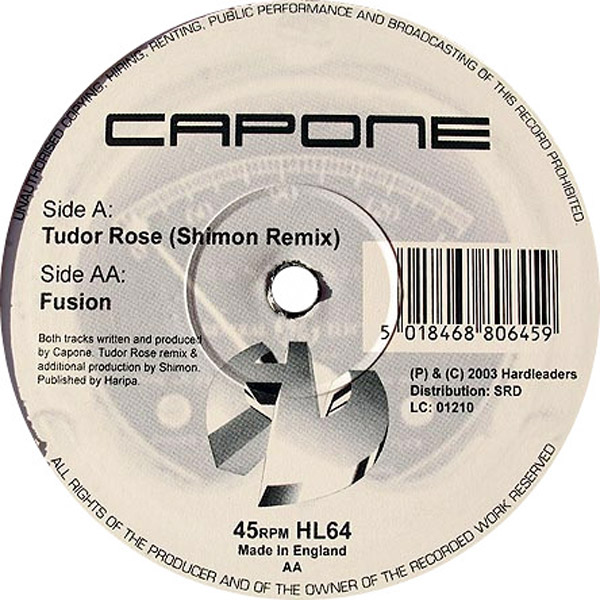 UNAUTHORISED COPYING, HIRING, RENTING, PUBLIC PERFORMANCE AND BROADCASTING OF THIS RECORD PROHIBITED.
CAPONE
Side A:
Tudor Rose (Shimon Remix)
Side AA:
Fusion
Both tracks written and produced
by Capone. Tudor Rose remix &
additional production by Shimon.
Published by Haripa.
5 018468 806459
(P) & (C) 2003 Hardleaders
Distribution: SRD
LC: 01210
45RPM HL64
Made In England
AA
ALL RIGHTS OF THE PRODUCER AND OF THE OWNER OF THE RECORDED WORK RESERVED